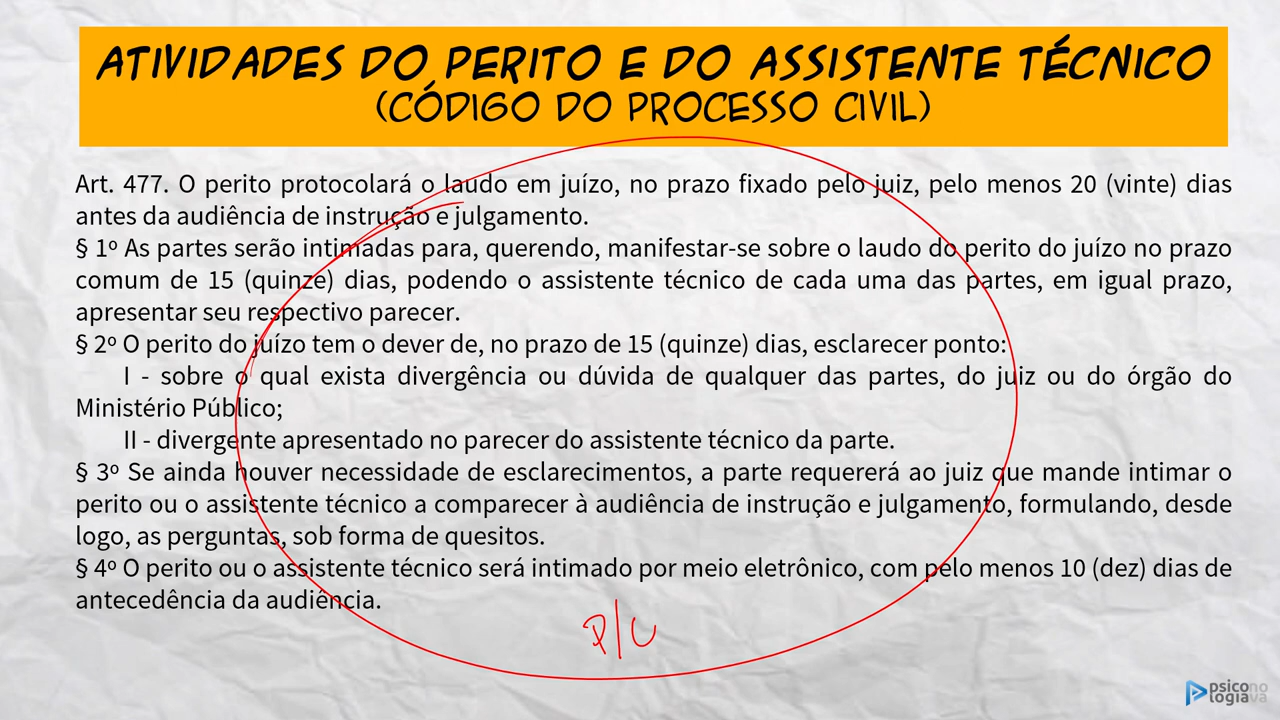 ATIVIDADES DO PERITO E DO ASSISTENTE TÉCNICO
(CÓDIGO DO PROCESSO CIVIL)
Art. 477. O perito protocolará o laudo em juízo, no prazo fixado pelo juiz, pelo menos 20 (vinte) dias
antes da audiência de instrução e julgamento.
§ 1º As partes serão intimadas para, querendo, manifestar-se sobre o laudo do perito do juízo no prazo
comum de 15 (quinze) dias, podendo o assistente técnico de cada uma das partes, em igual prazo,
apresentar seu respectivo parecer.
§ 2º O perito do juízo tem o dever de, no prazo de 15 (quinze) dias, esclarecer ponto:
I - sobre o qual exista divergência ou dúvida de qualquer das partes, do juiz ou do órgão do
Ministério Público;
II - divergente apresentado no parecer do assistente técnico da parte.
§ 3º Se ainda houver necessidade de esclarecimentos, a parte requererá ao juiz que mande intimar o
perito ou o assistente técnico a comparecer à audiência de instrução e julgamento, formulando, desde
logo, as perguntas, sob forma de quesitos.
§ 4º O perito ou o assistente técnico será intimado por meio eletrônico, com pelo menos 10 (dez) dias de
antecedência da audiência.
psicono
logiava